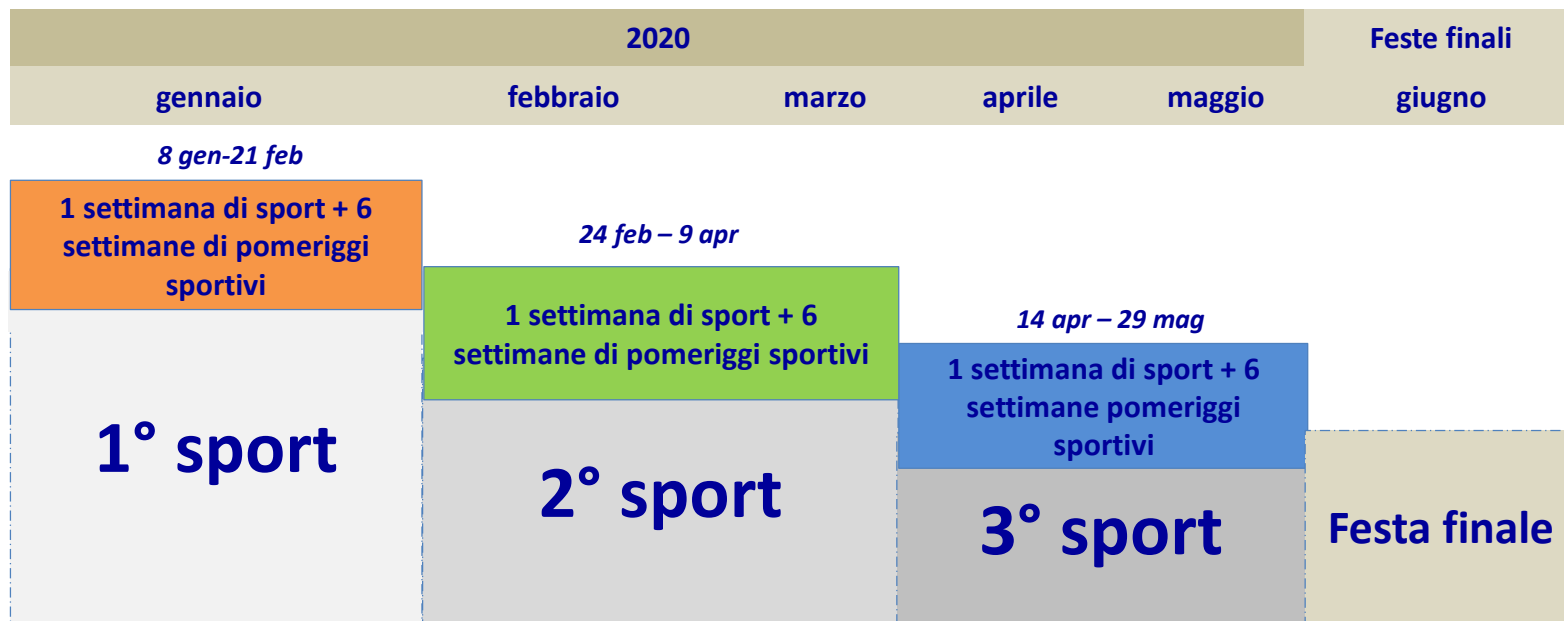 2020
Feste finali
gennaio
febbraio
marzo
aprile
maggio
giugno
8 gen-21 feb
1 settimana di sport + 6
settimane di pomeriggi
sportivi
1° sport
24 feb – 9 apr
1 settimana di sport + 6
settimane di pomeriggi sportivi
2° sport
14 apr – 29 mag
1 settimana di sport + 6
settimane pomeriggi
sportivi
3° sport
Festa finale